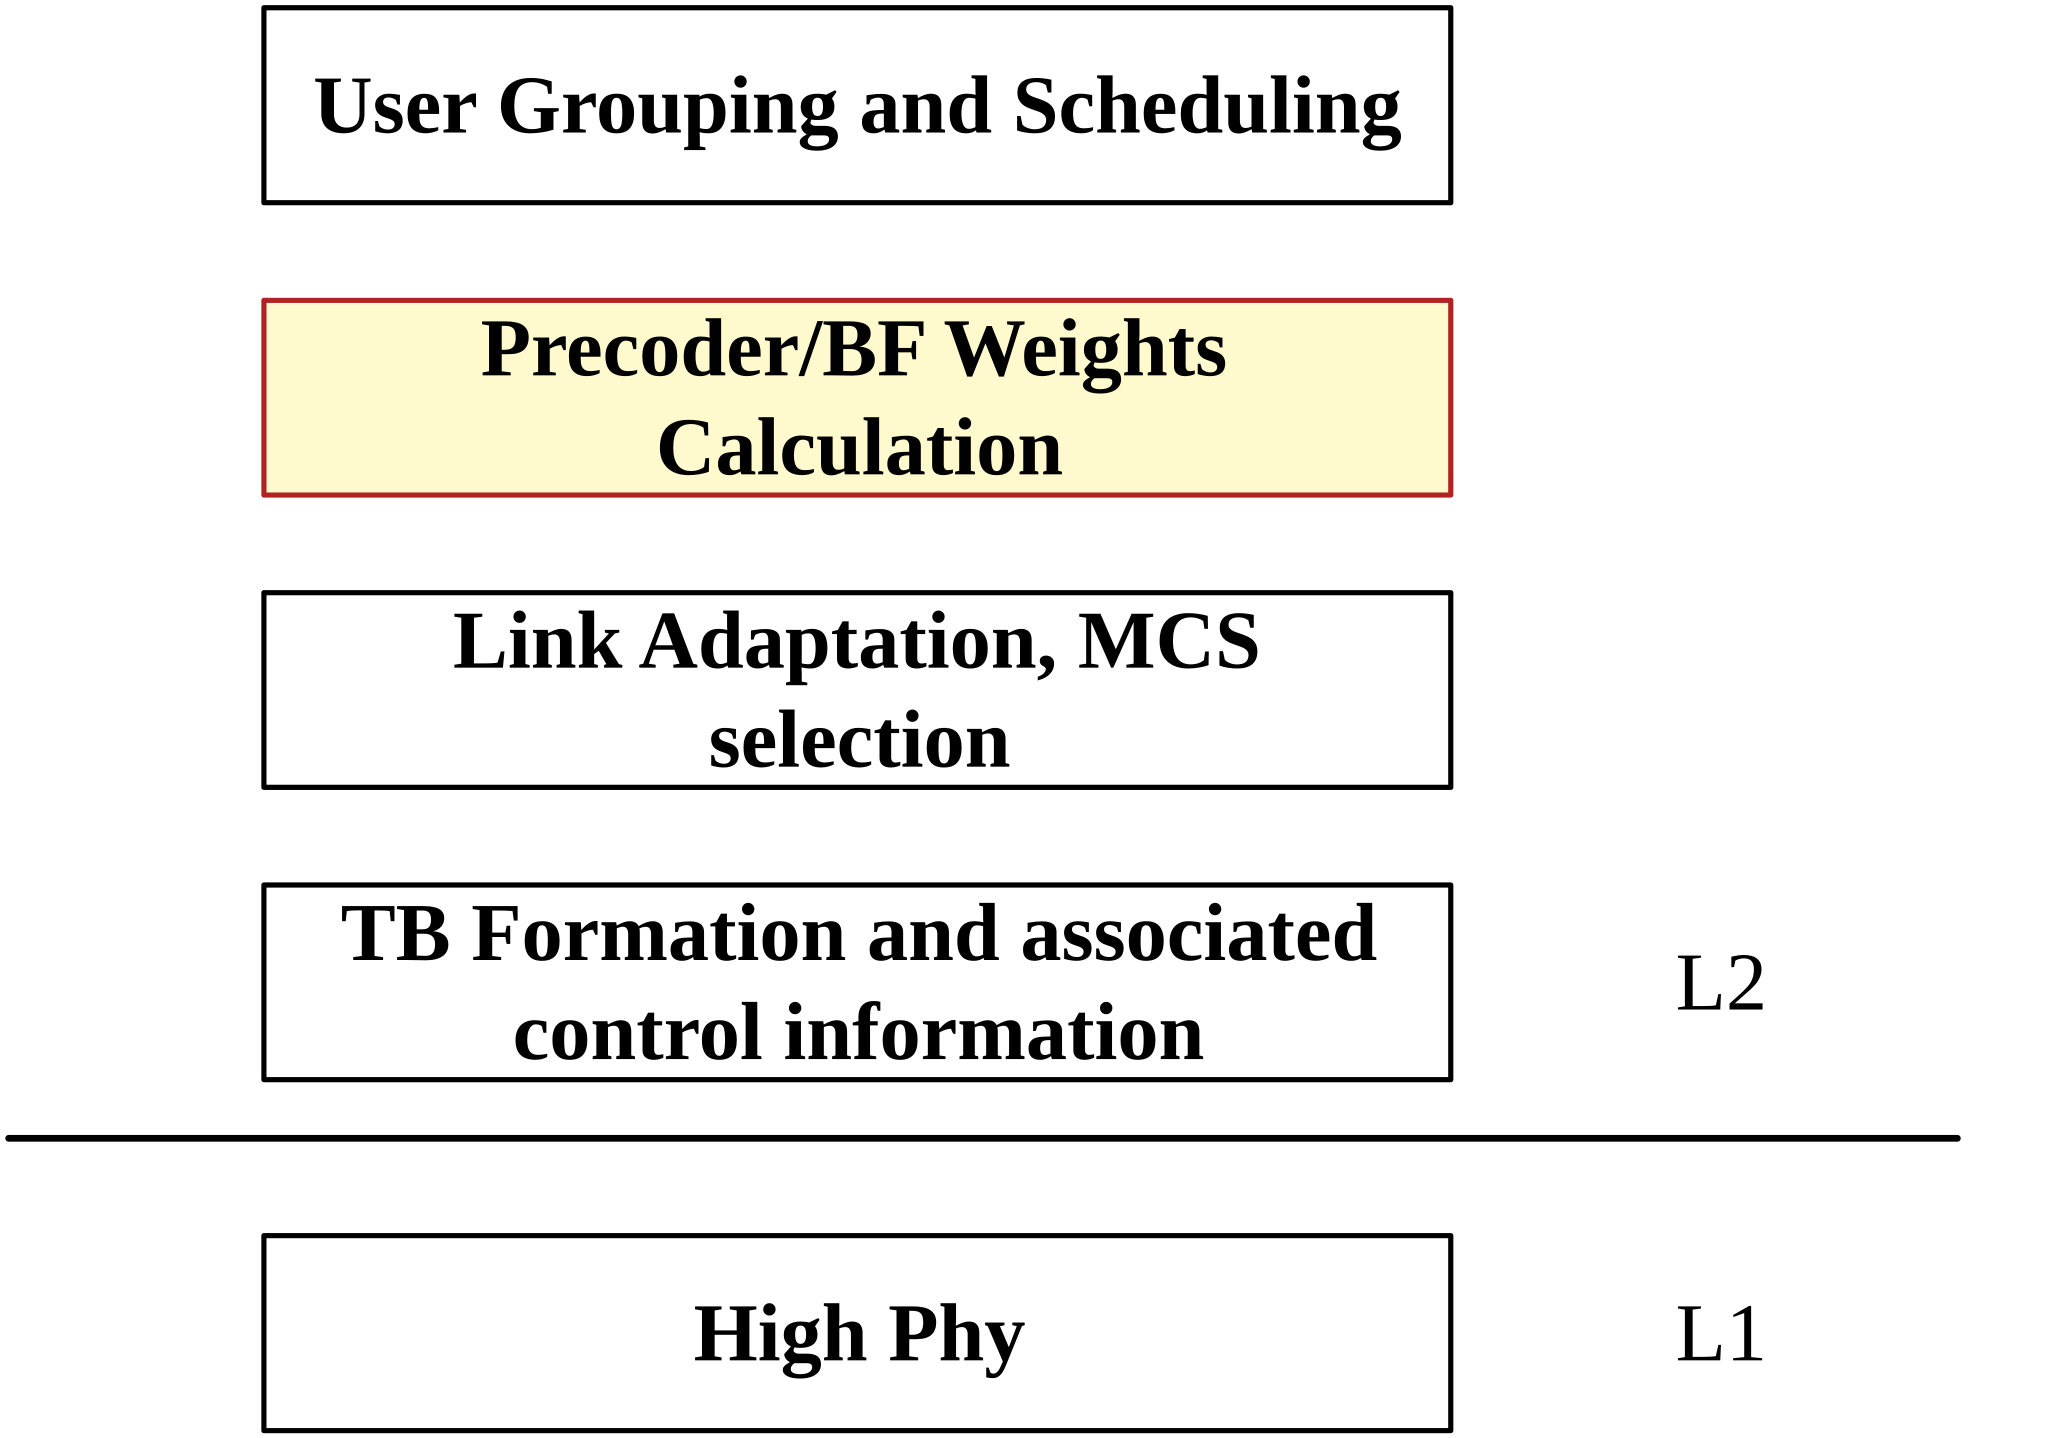 User Grouping and Scheduling
Precoder/BF Weights
Calculation
Link Adaptation, MCS
selection
TB Formation and associated
control information
L2
High Phy
L1